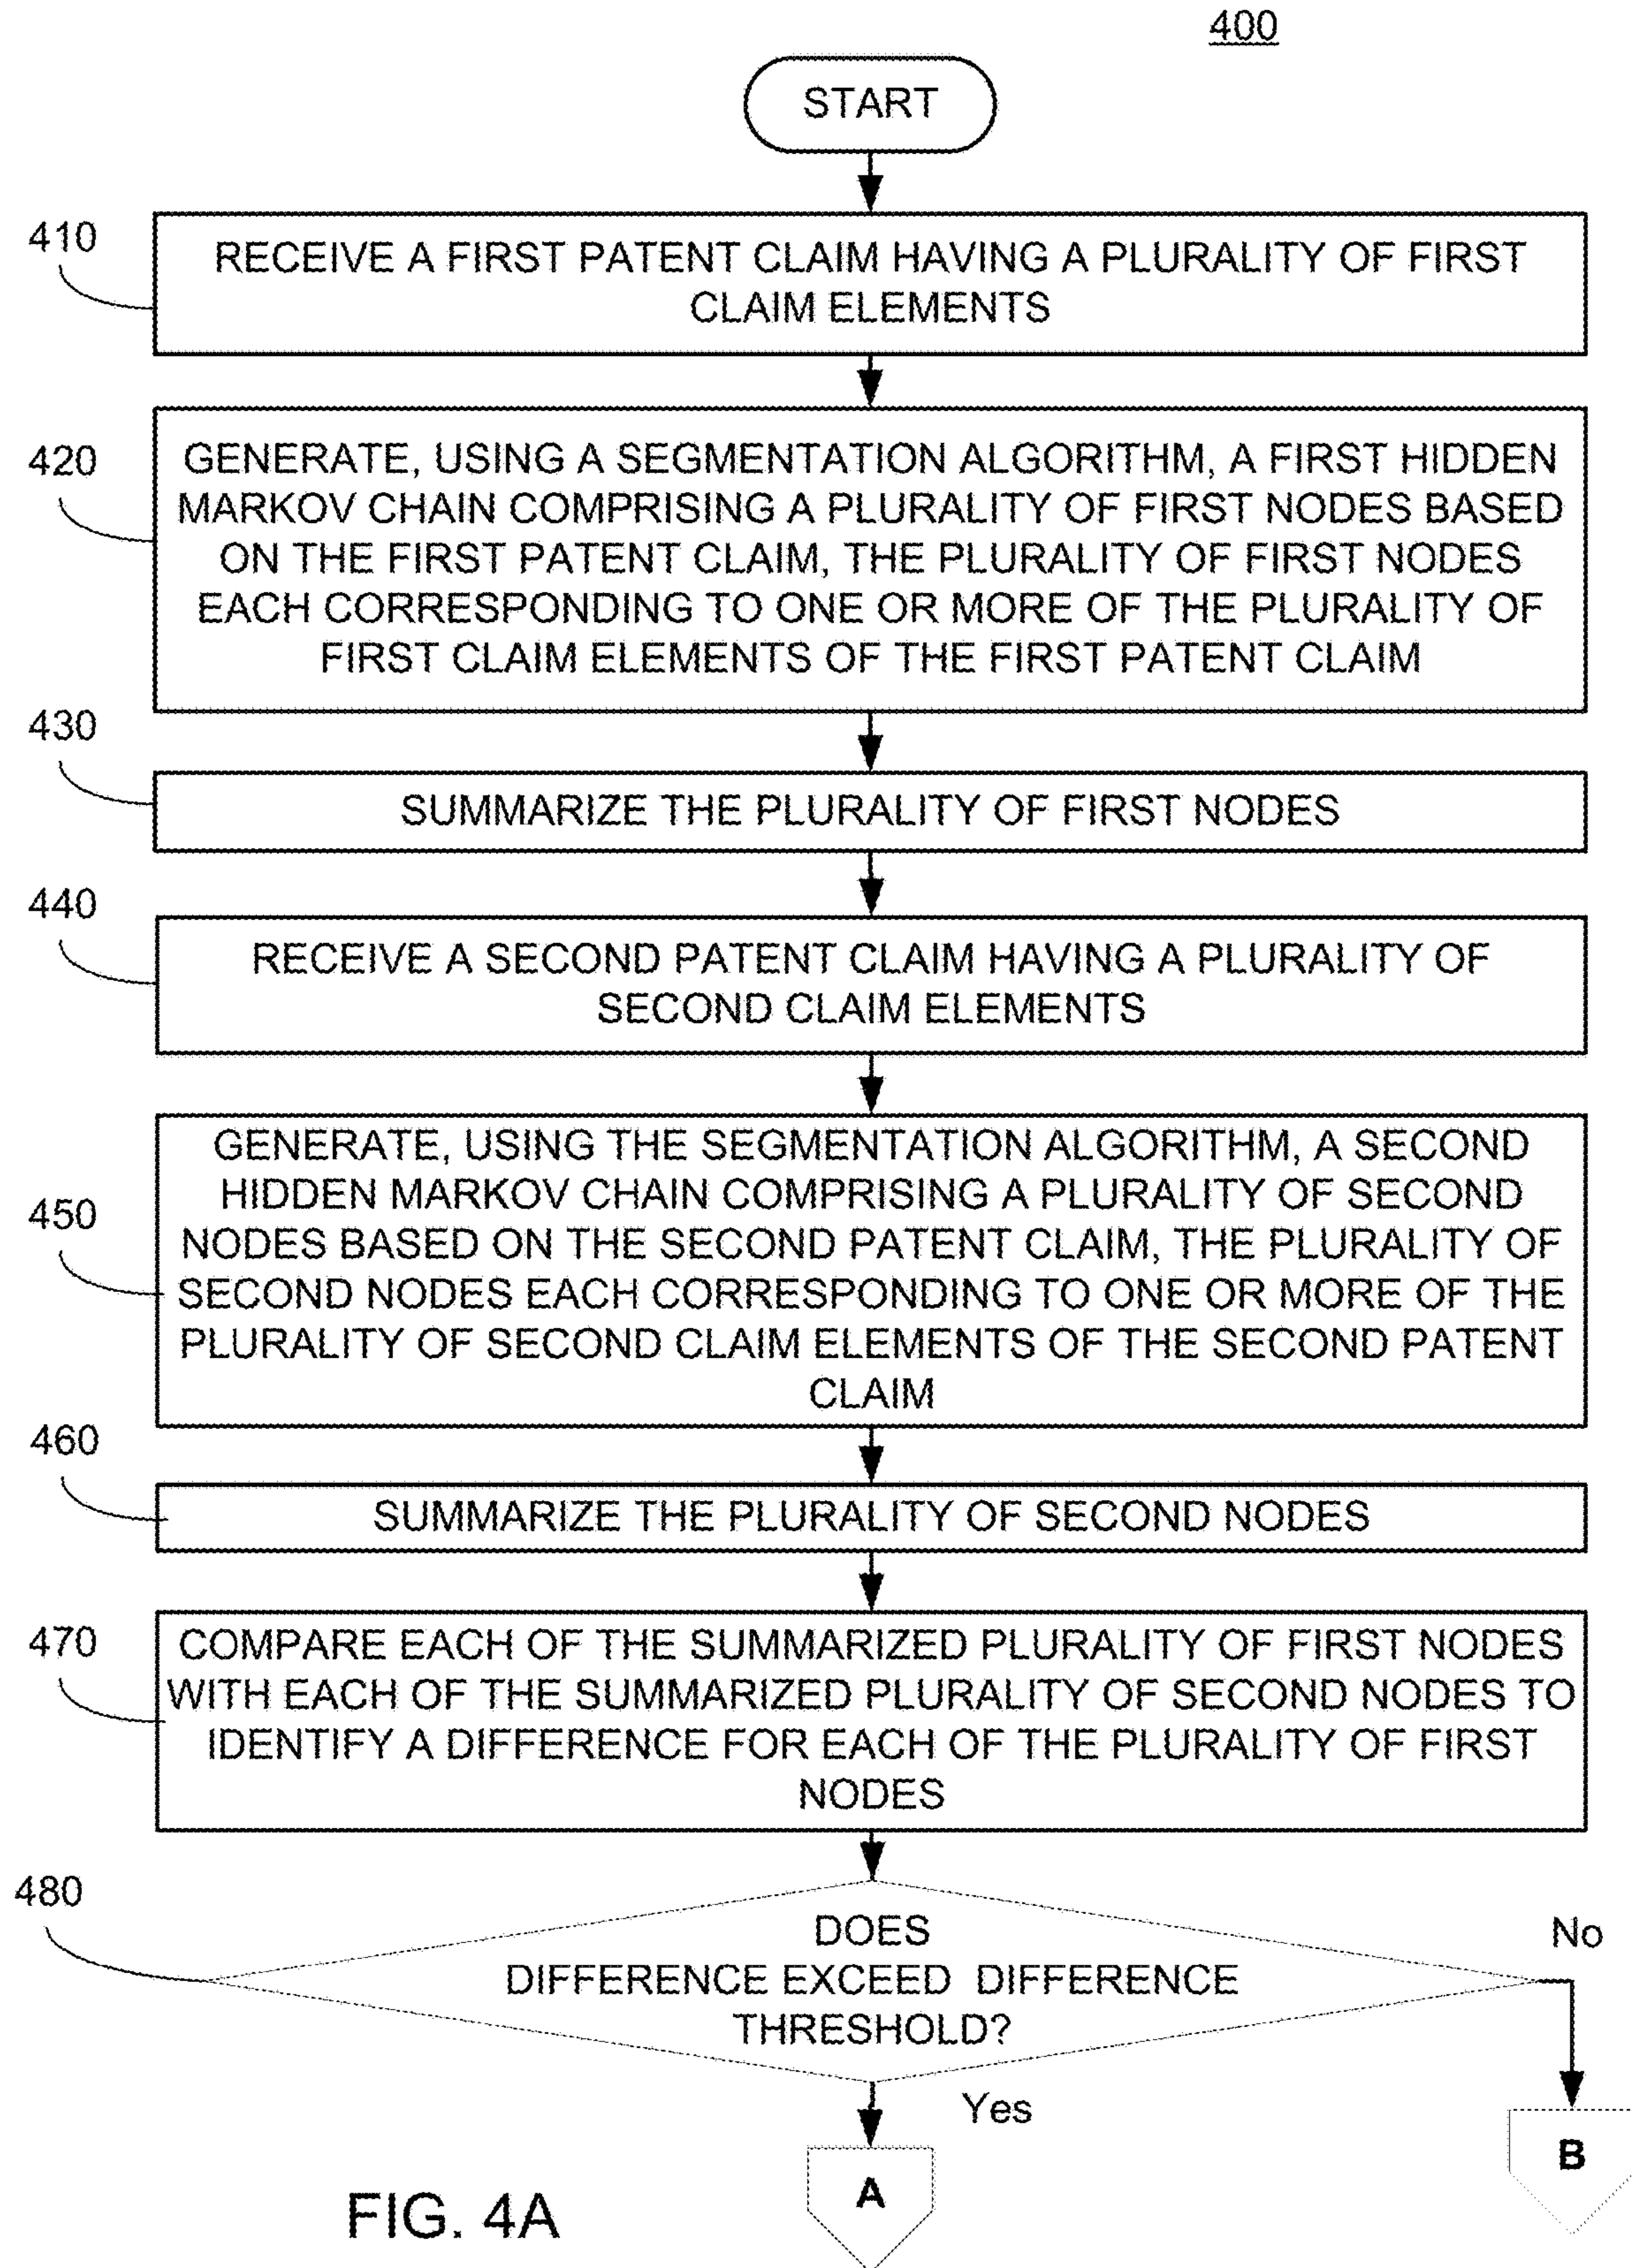 400
START
410
RECEIVE A FIRST PATENT CLAIM HAVING A PLURALITY OF FIRST
CLAIM ELEMENTS
420
GENERATE, USING A SEGMENTATION ALGORITHM, A FIRST HIDDEN
MARKOV CHAIN COMPRISING A PLURALITY OF FIRST NODES BASED
ON THE FIRST PATENT CLAIM, THE PLURALITY OF FIRST NODES
EACH CORRESPONDING TO ONE OR MORE OF THE PLURALITY OF
FIRST CLAIM ELEMENTS OF THE FIRST PATENT CLAIM
430
SUMMARIZE THE PLURALITY OF FIRST NODES
440
RECEIVE A SECOND PATENT CLAIM HAVING A PLURALITY OF
SECOND CLAIM ELEMENTS
450
GENERATE, USING THE SEGMENTATION ALGORITHM, A SECOND
HIDDEN MARKOV CHAIN COMPRISING A PLURALITY OF SECOND
NODES BASED ON THE SECOND PATENT CLAIM, THE PLURALITY OF
SECOND NODES EACH CORRESPONDING TO ONE OR MORE OF THE
PLURALITY OF SECOND CLAIM ELEMENTS OF THE SECOND PATENT
CLAIM
460
SUMMARIZE THE PLURALITY OF SECOND NODES
470
COMPARE EACH OF THE SUMMARIZED PLURALITY OF FIRST NODES
WITH EACH OF THE SUMMARIZED PLURALITY OF SECOND NODES TO
IDENTIFY A DIFFERENCE FOR EACH OF THE PLURALITY OF FIRST
NODES
480
DOES
DIFFERENCE EXCEED DIFFERENCE
THRESHOLD?
No
Yes
B
A
FIG. 4A